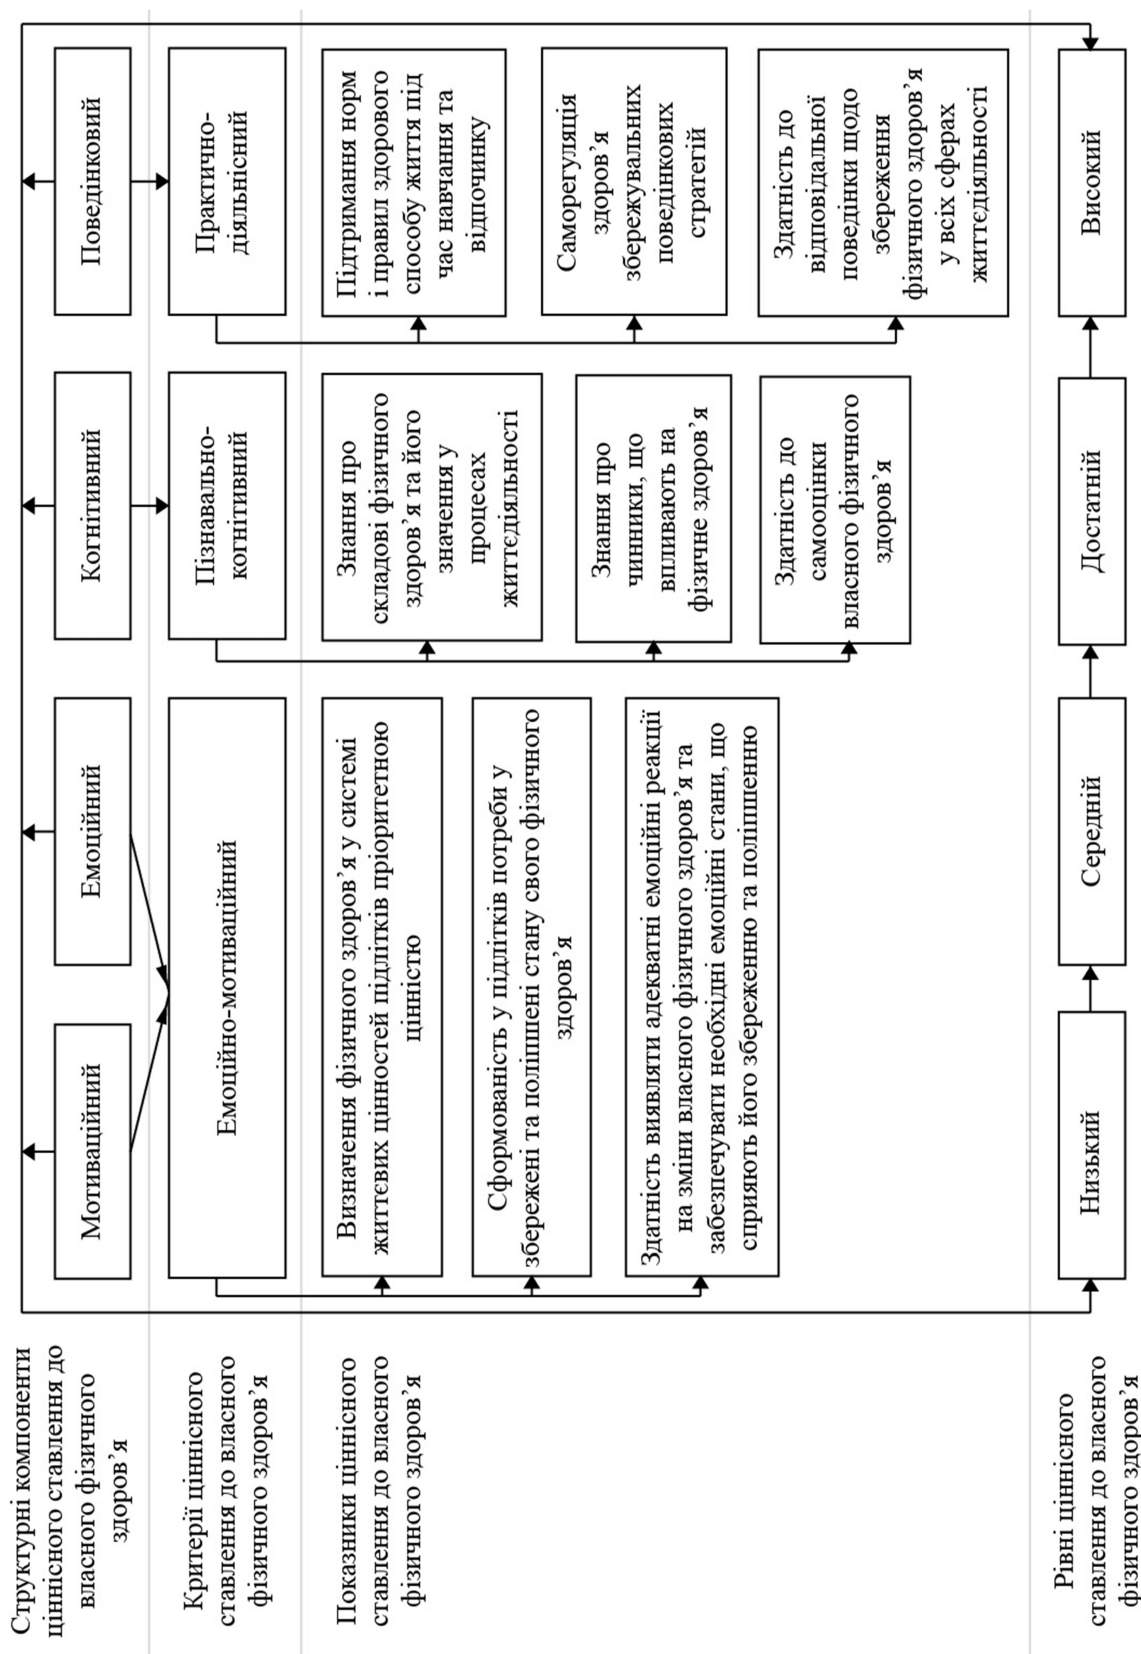 Структурні компоненти
ціннісного ставлення до
власного фізичного
здоров’я
Мотиваційний
Емоційний
Когнітивний
Поведінковий
Критерії ціннісного
ставлення до власного
фізичного здоров’я
Емоційно-мотиваційний
Пізнавально-
когнітивний
Практично-
діяльнісний
Показники ціннісного
ставлення до власного
фізичного здоров’я
Визначення фізичного здоров’я у системі
життєвих цінностей підлітків пріоритетною
цінністю
Сформованість у підлітків потреби у
збережені та поліпшені стану свого фізичного
здоров’я
Здатність виявляти адекватні емоційні реакції
на зміни власного фізичного здоров’я та
забезпечувати необхідні емоційні стани, що
сприяють його збереженню та поліпшенню
Знання про
складові фізичного
здоров’я та його
значення у
процесах
життєдіяльності
Знання про
чинники, що
впливають на
фізичне здоров’я
Здатність до
самооцінки
власного фізичного
здоров’я
Підтримання норм
і правил здорового
способу життя під
час навчання та
відпочинку
Саморегуляція
здоров’я
збережувальних
поведінкових
стратегій
Здатність до
відповідальної
поведінки щодо
збереження
фізичного здоров’я
у всіх сферах
життєдіяльності
Рівні ціннісного
ставлення до власного
фізичного здоров’я
Низький
Середній
Достатній
Високий